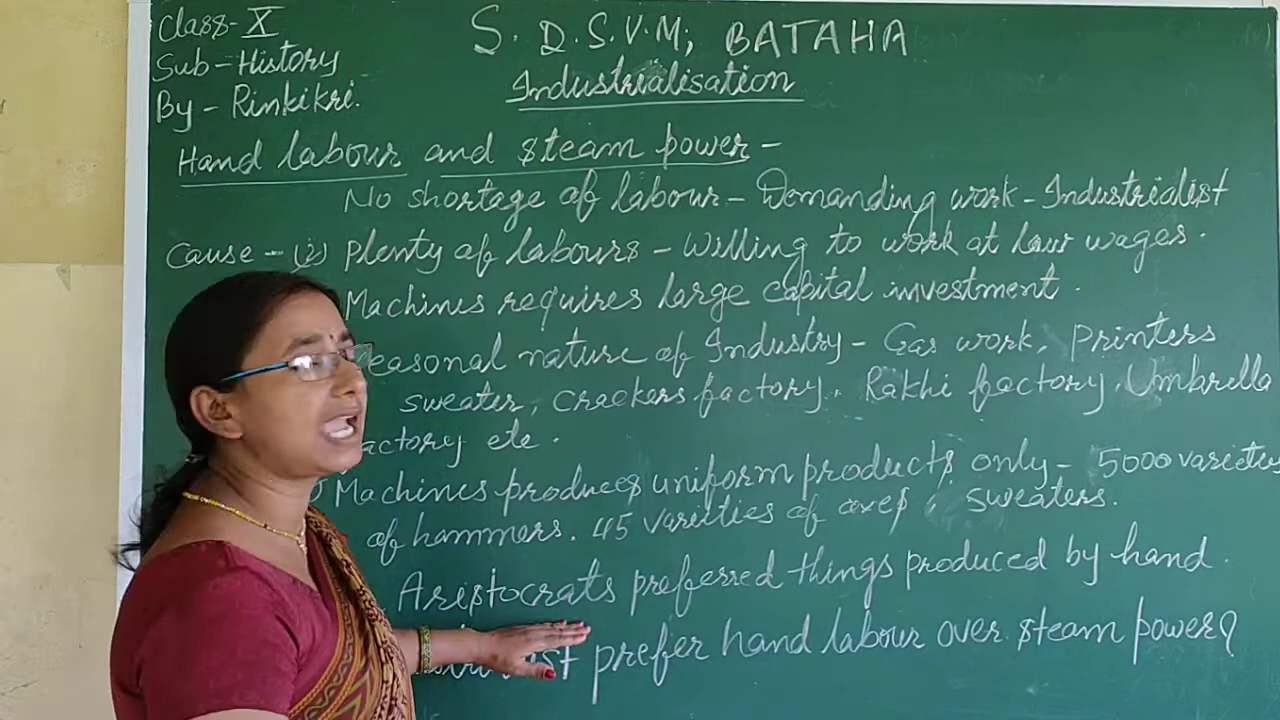 Class - X
S. D. S. V. M; BATAHA
Sub - History
By - Rinki kri.
Industrialisation
Hand labour and steam power -
No shortage of labour - Demanding work - Industrialist
Cause - (i) Plenty of labours - willing to work at low wages.
Machines requires large capital investment.
easonal nature of Industry - Gas work, printers
sweater, crackers factory, Rakhi factory, Umbrella
actory etc.
Machines produces uniform products only - 5000
of hammers. 45 varieties of axes, sweaters.
Aristocrats preferred things produced by hand.
prefer hand labour over steam power?